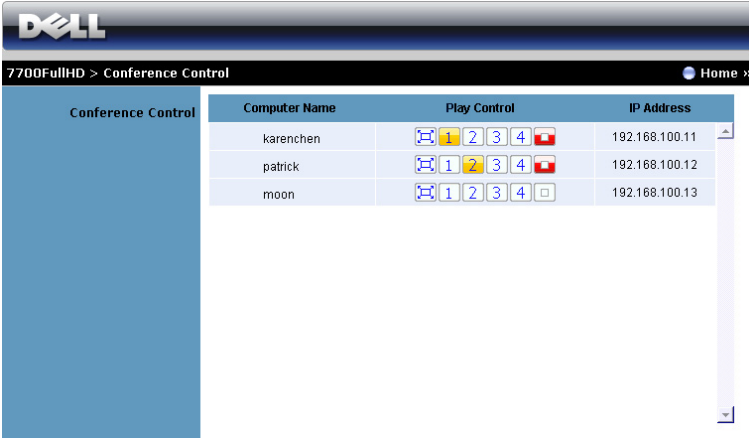 DELL
7700FullHD > Conference Control Home »
Conference Control
Computer Name Play Control IP Address
karenchen 1 2 3 4 192.168.100.11
patrick 1 2 3 4 192.168.100.12
moon 1 2 3 4 192.168.100.13